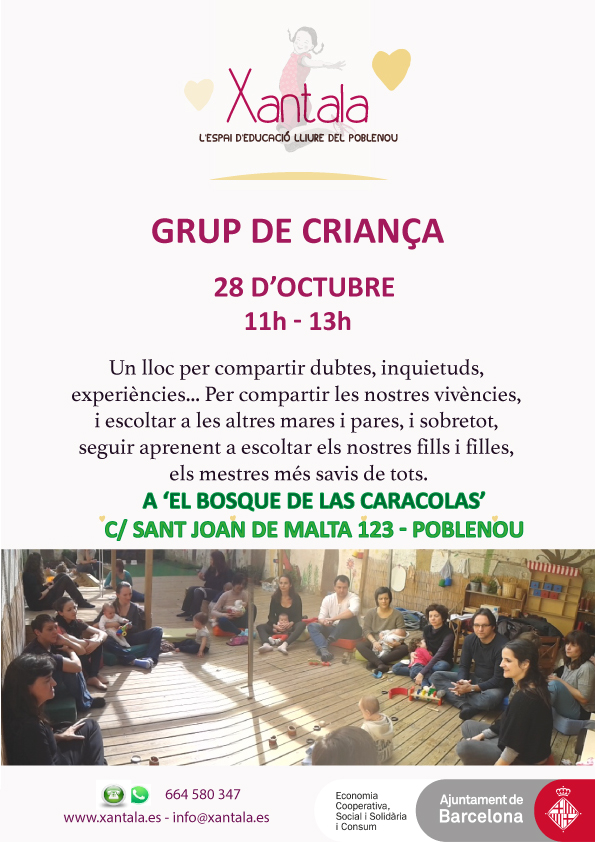 Xantala
L'ESPAI D'EDUCACIÓ LLIURE DEL POBLENOU
GRUP DE CRIANÇA
28 D'OCTUBRE
11h - 13h
Un lloc per compartir dubtes, inquietuds,
experiències... Per compartir les nostres vivències,
i escoltar a les altres mares i pares, i sobretot,
seguir aprenent a escoltar els nostres fills i filles,
els mestres més savis de tots.
A 'EL BOSQUE DE LAS CARACOLAS'
C/ SANT JOAN DE MALTA 123 - POBLENOU
664 580 347
www.xantala.es - info@xantala.es
Economia
Cooperativa,
Social i Solidària
i Consum
Ajuntament de
Barcelona